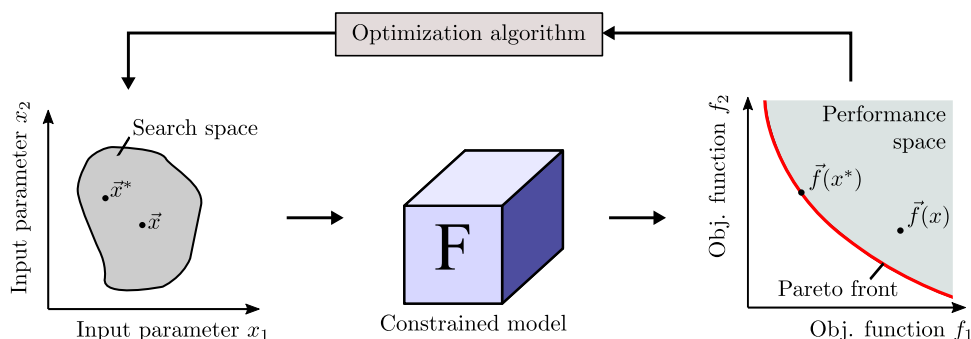 Optimization algorithm
Input parameter x₂
Search space
x⃗*
x⃗
Input parameter x₁
F
Constrained model
Obj. function f₂
Performance
space
f⃗(x*)
f⃗(x)
Pareto front
Obj. function f₁